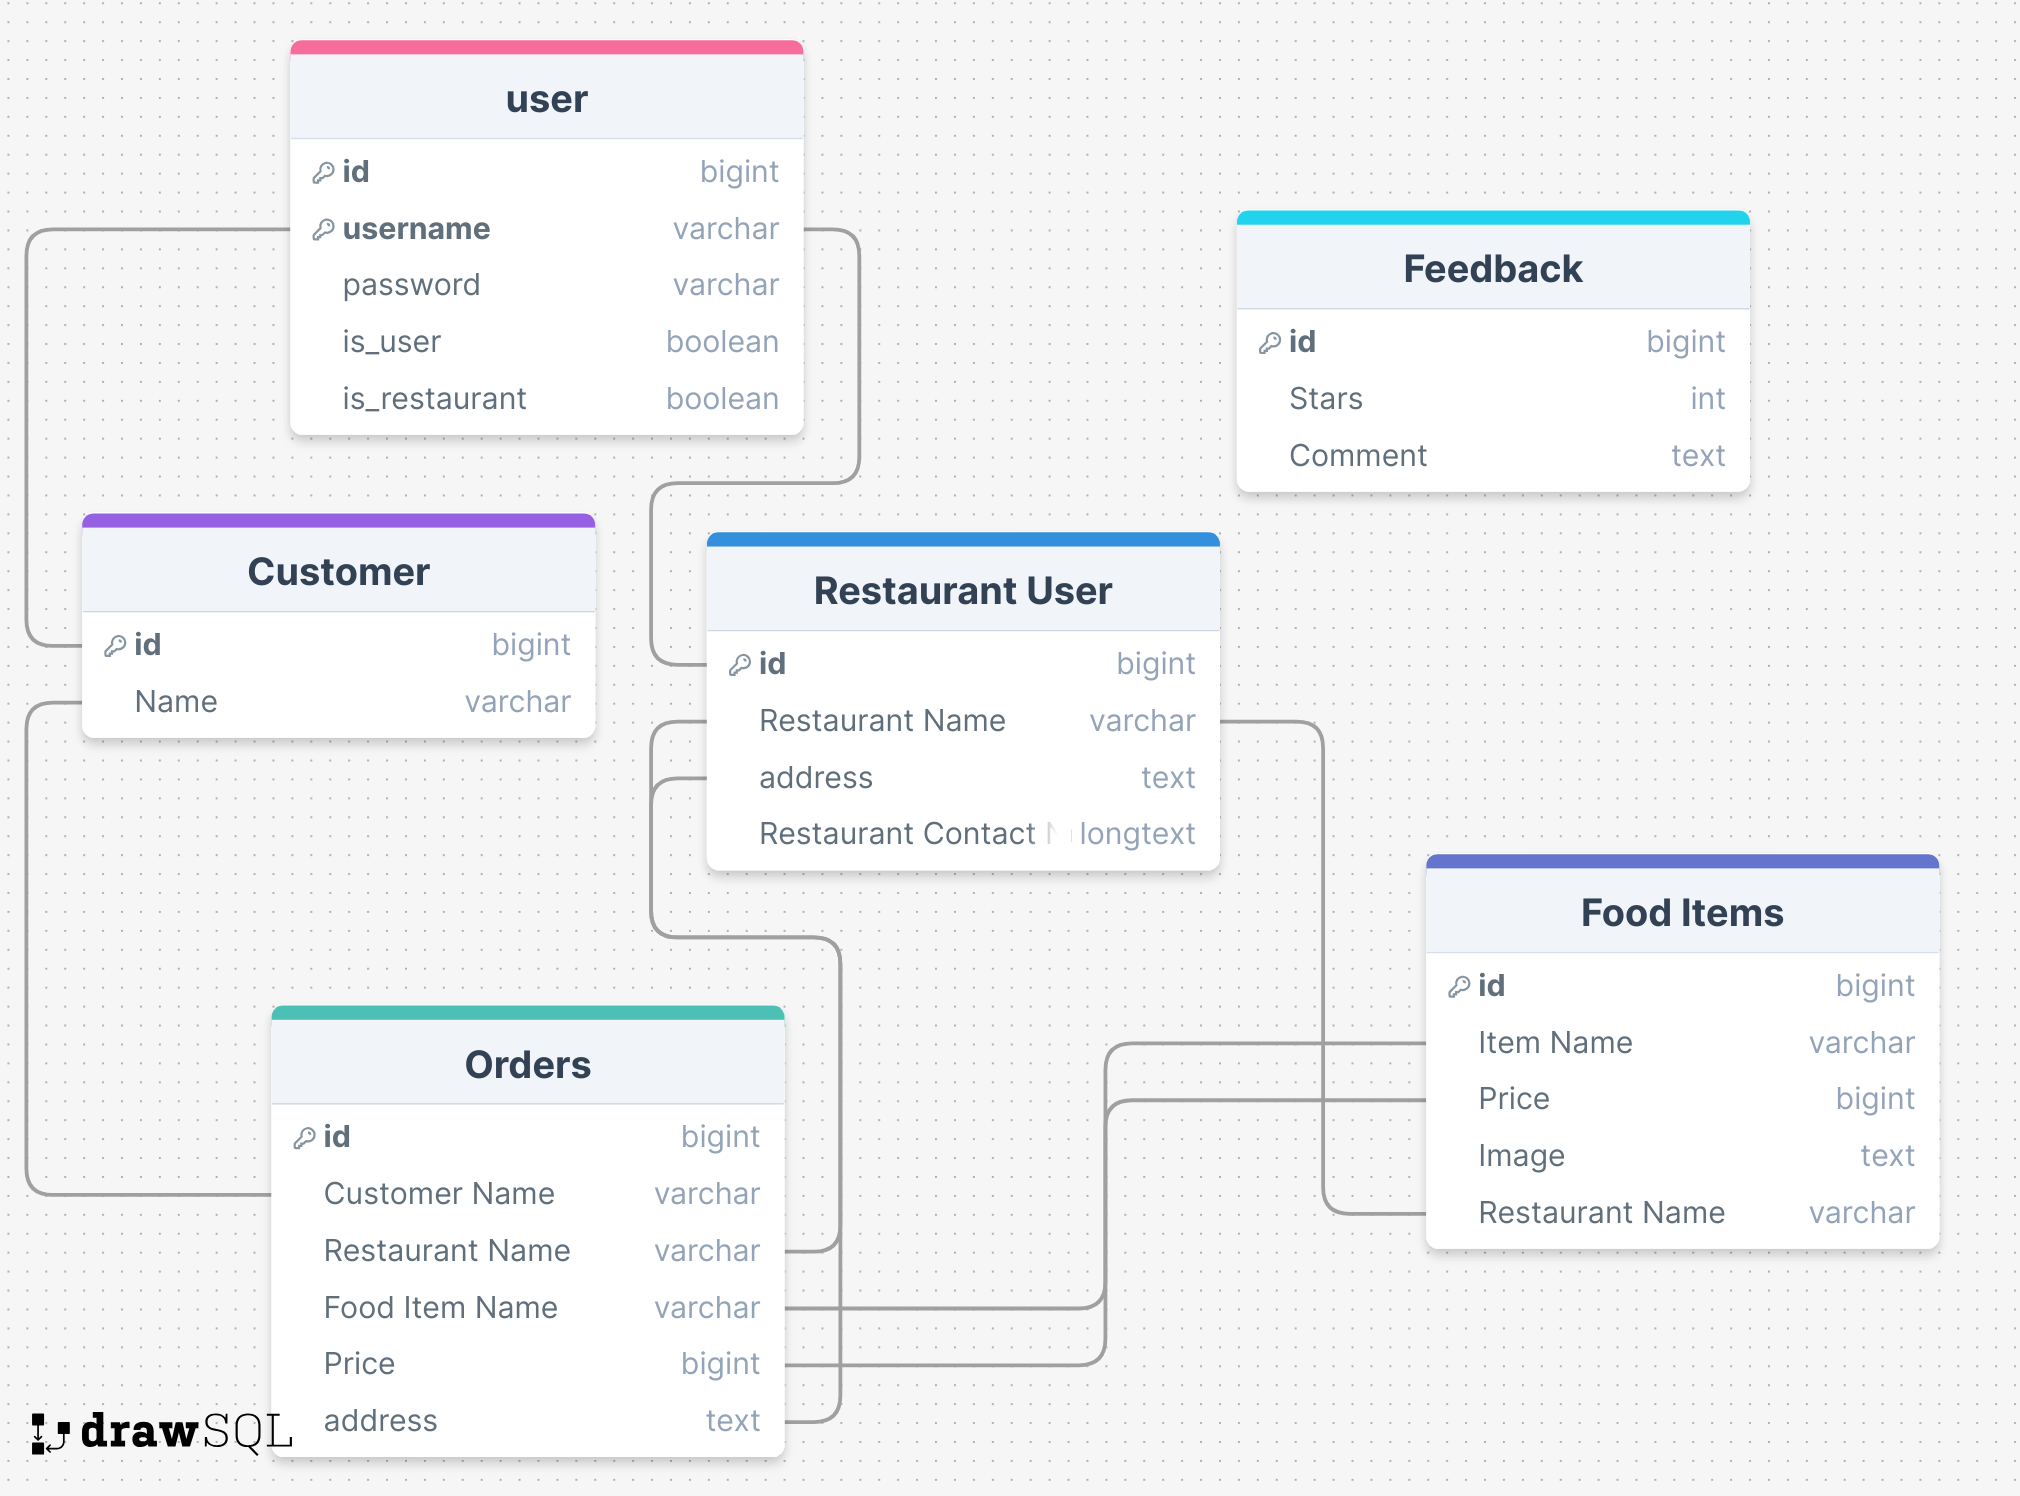 user
id bigint
username varchar
password varchar
is_user boolean
is_restaurant boolean
Feedback
id bigint
Stars int
Comment text
Customer
id bigint
Name varchar
Restaurant User
id bigint
Restaurant Name varchar
address text
Restaurant Contact longtext
Food Items
id bigint
Item Name varchar
Price bigint
Image text
Restaurant Name varchar
Orders
id bigint
Customer Name varchar
Restaurant Name varchar
Food Item Name varchar
Price bigint
address text
drawSQL